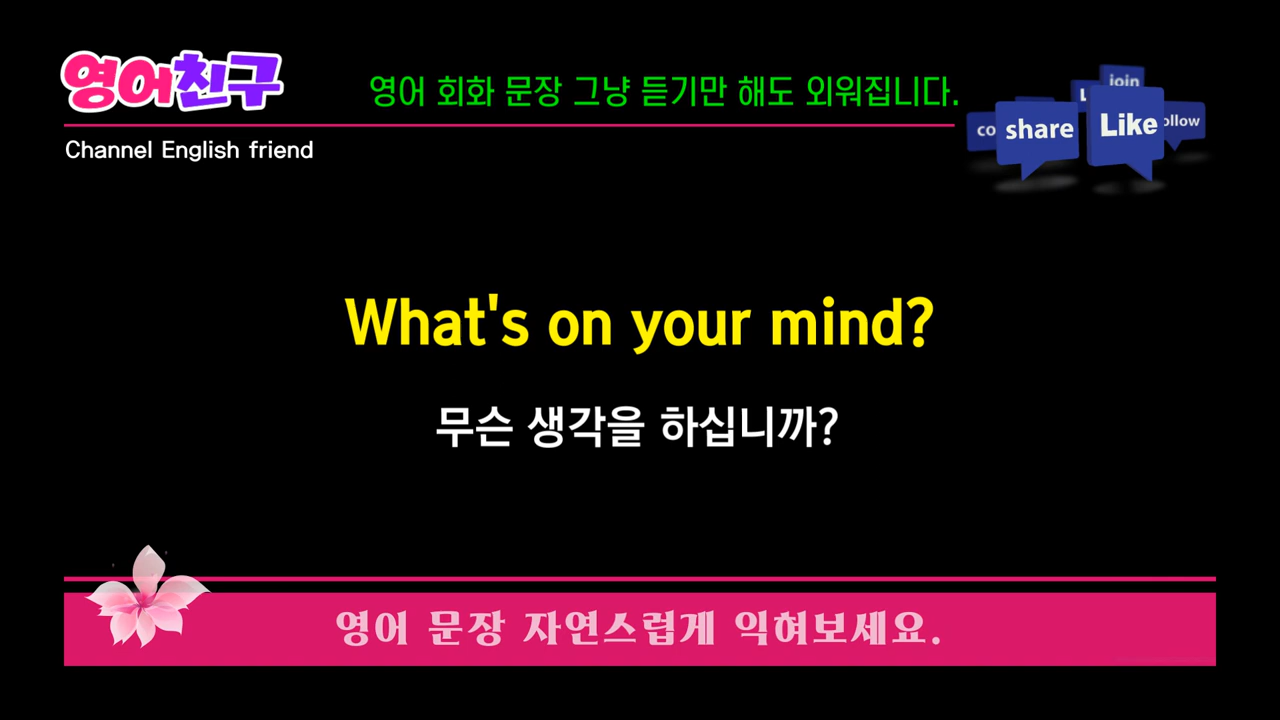 영어친구
영어 회화 문장 그냥 듣기만 해도 외워집니다.
Channel English friend
join
share
Like
What's on your mind?
무슨 생각을 하십니까?
영어 문장 자연스럽게 익혀보세요.